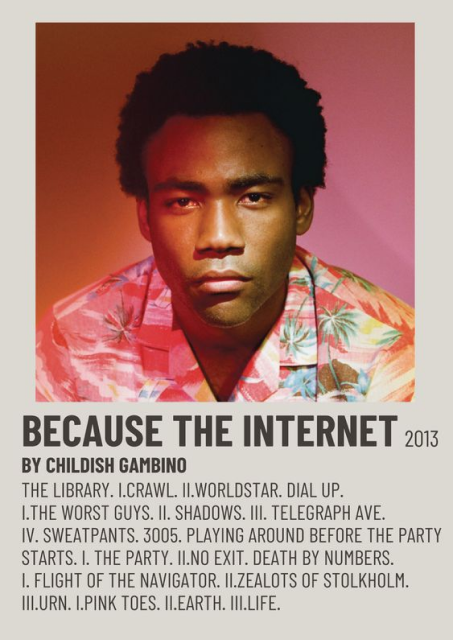 BECAUSE THE INTERNET 2013
BY CHILDISH GAMBINO
THE LIBRARY. I.CRAWL. II.WORLDSTAR. DIAL UP.
I.THE WORST GUYS. II. SHADOWS. III. TELEGRAPH AVE.
IV. SWEATPANTS. 3005. PLAYING AROUND BEFORE THE PARTY
STARTS. I. THE PARTY. II.NO EXIT. DEATH BY NUMBERS.
I. FLIGHT OF THE NAVIGATOR. II.ZEALOTS OF STOLKHOLM.
III.URN. I.PINK TOES. II.EARTH. III.LIFE.